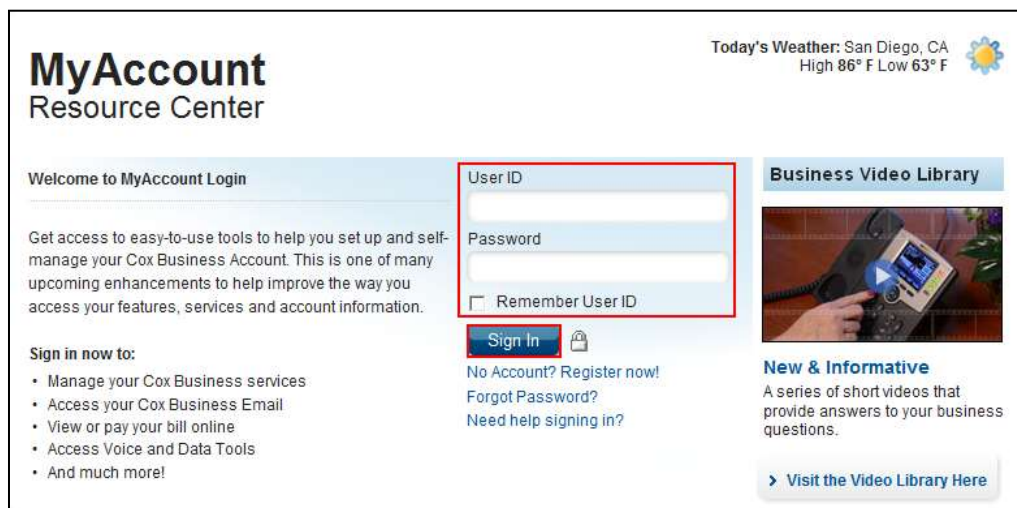 MyAccount
Resource Center
Today's Weather: San Diego, CA
High 86° F Low 63° F
Welcome to MyAccount Login
Get access to easy-to-use tools to help you set up and self-
manage your Cox Business Account. This is one of many
upcoming enhancements to help improve the way you
access your features, services and account information.
Sign in now to:
• Manage your Cox Business services
• Access your Cox Business Email
• View or pay your bill online
• Access Voice and Data Tools
• And much more!
User ID
Password
Remember User ID
Sign In
No Account? Register now!
Forgot Password?
Need help signing in?
Business Video Library
New & Informative
A series of short videos that
provide answers to your business
questions.
> Visit the Video Library Here